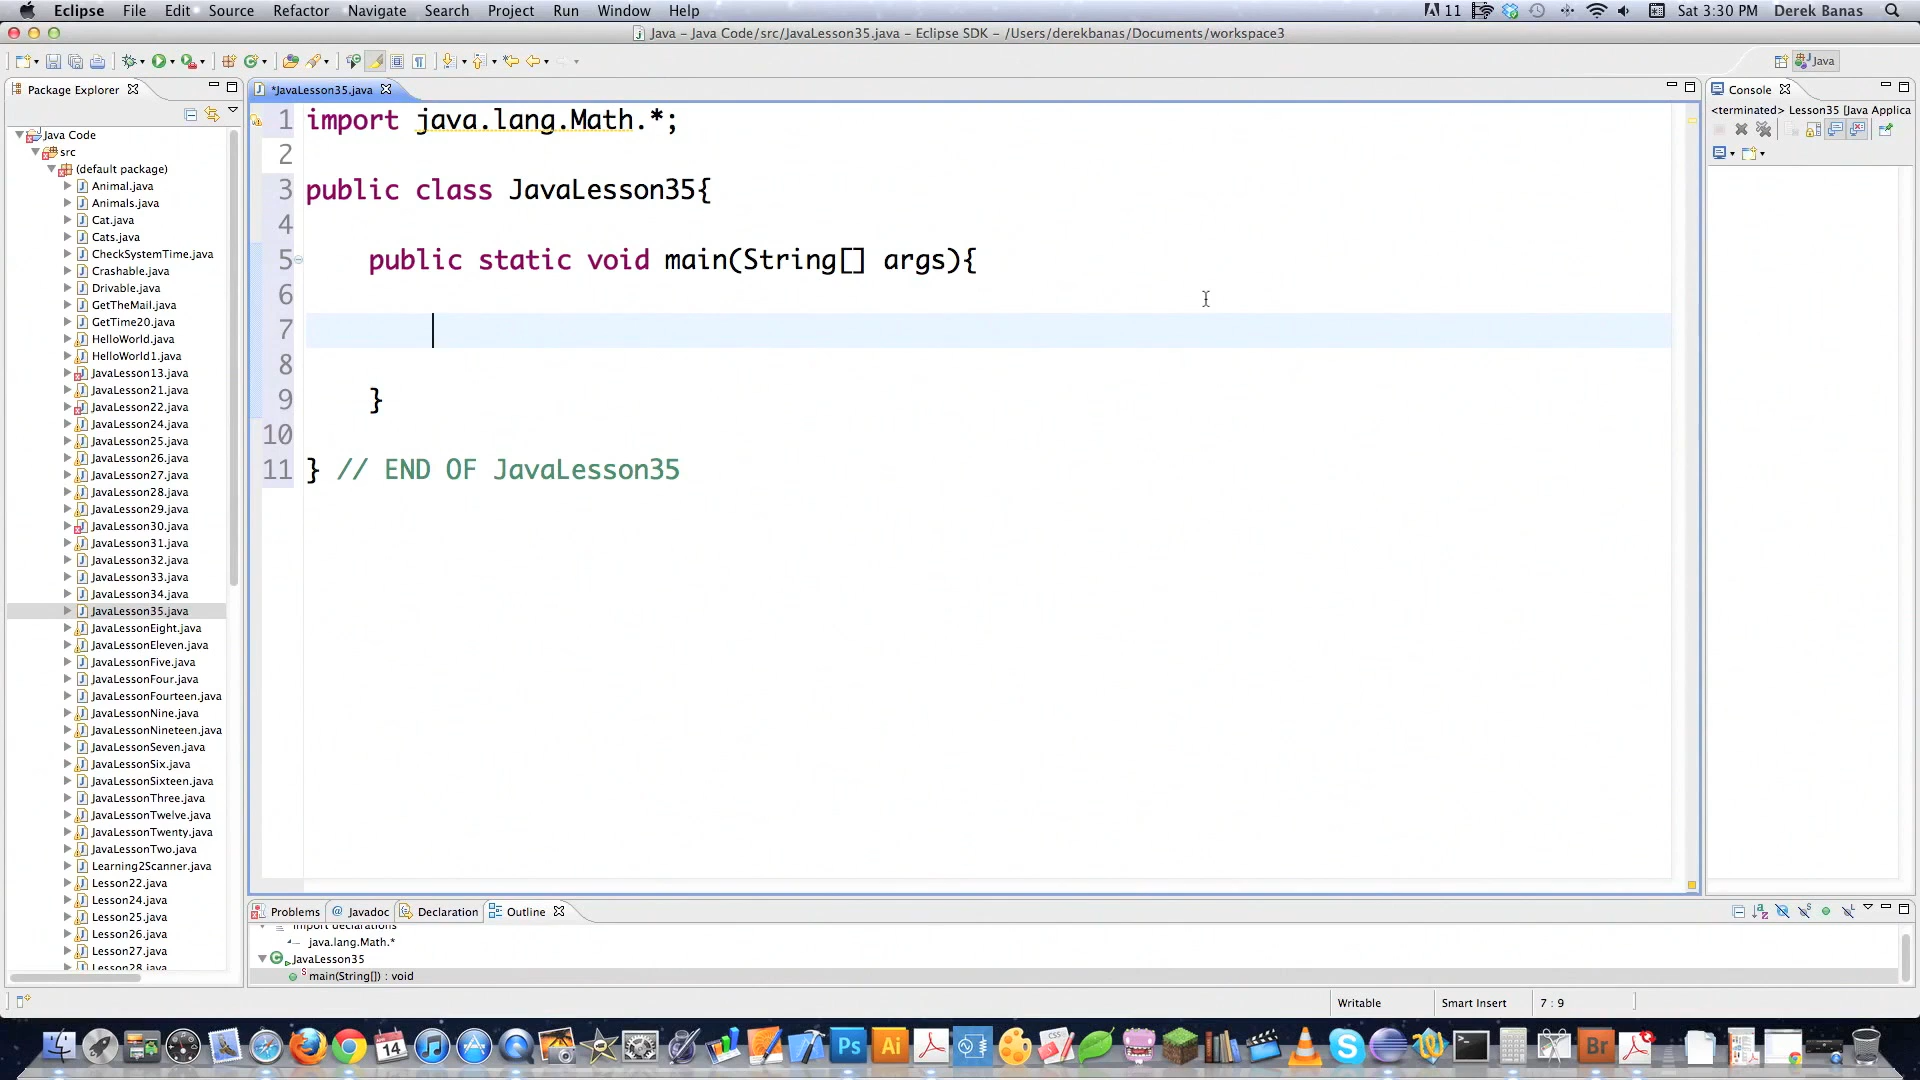 Eclipse File Edit Source Refactor Navigate Search Project Run Window Help 11 Sat 3:30 PM Derek Banas
Java – Java Code/src/JavaLesson35.java – Eclipse SDK – /Users/derekbanas/Documents/workspace3
Java
Package Explorer
Java Code
src
(default package)
Animal.java
Animals.java
Cat.java
Cats.java
CheckSystemTime.java
Crashable.java
Drivable.java
GetTheMail.java
GetTime20.java
HelloWorld.java
HelloWorld1.java
JavaLesson13.java
JavaLesson21.java
JavaLesson22.java
JavaLesson24.java
JavaLesson25.java
JavaLesson26.java
JavaLesson27.java
JavaLesson28.java
JavaLesson29.java
JavaLesson30.java
JavaLesson31.java
JavaLesson32.java
JavaLesson33.java
JavaLesson34.java
JavaLesson35.java
JavaLessonEight.java
JavaLessonEleven.java
JavaLessonFive.java
JavaLessonFour.java
JavaLessonFourteen.java
JavaLessonNine.java
JavaLessonNineteen.java
JavaLessonSeven.java
JavaLessonSix.java
JavaLessonSixteen.java
JavaLessonThree.java
JavaLessonTwelve.java
JavaLessonTwenty.java
JavaLessonTwo.java
Learning2Scanner.java
Lesson22.java
Lesson24.java
Lesson25.java
Lesson26.java
Lesson27.java
Lesson28.java
*JavaLesson35.java
1 import java.lang.Math.*;
2
3 public class JavaLesson35{
4
5 public static void main(String[] args){
6
7
8
9 }
10
11 } // END OF JavaLesson35
Console
<terminated> Lesson35 [Java Applica
Problems @ Javadoc Declaration Outline
import declarations
java.lang.Math.*
JavaLesson35
main(String[]) : void
Writable Smart Insert 7 : 9
14 Ps Ai Br